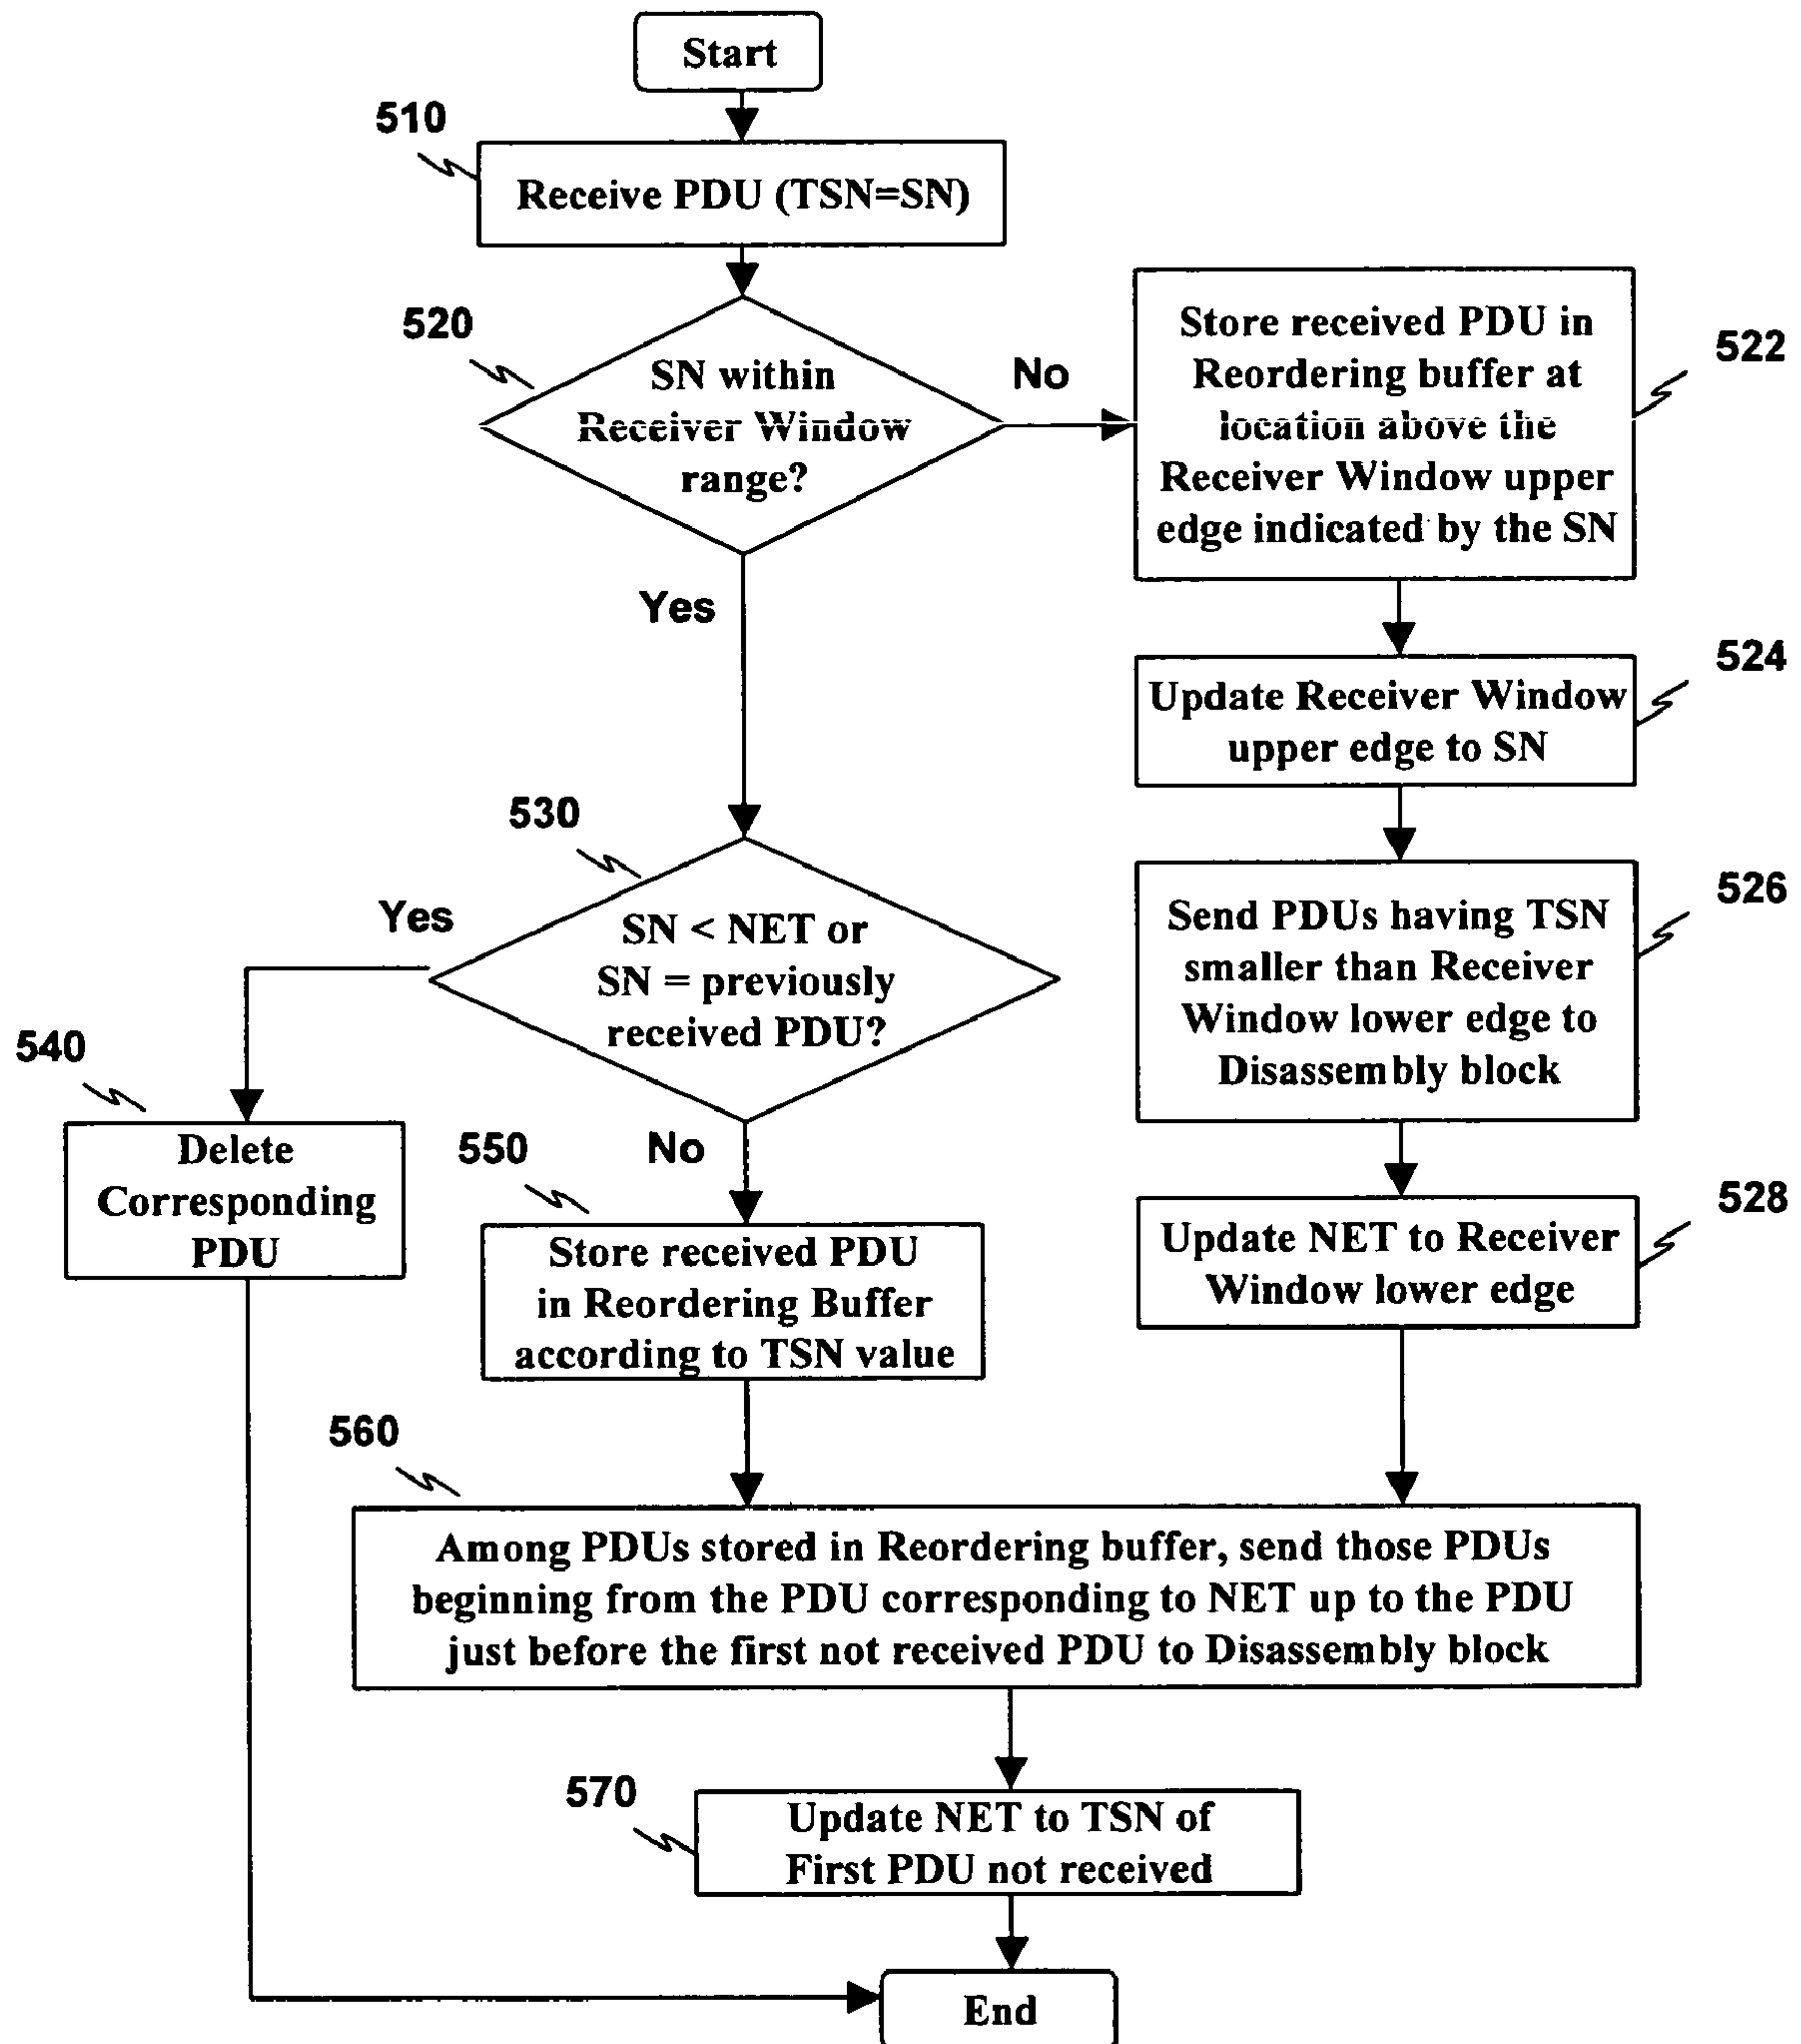 Start
510
Receive PDU (TSN=SN)
520
SN within
Receiver Window
range?
No
Yes
Store received PDU in
Reordering buffer at
location above the
Receiver Window upper
edge indicated by the SN
522
Update Receiver Window
upper edge to SN
524
530
SN < NET or
SN = previously
received PDU?
Yes
No
Send PDUs having TSN
smaller than Receiver
Window lower edge to
Disassembly block
526
540
Delete
Corresponding
PDU
550
Store received PDU
in Reordering Buffer
according to TSN value
Update NET to Receiver
Window lower edge
528
560
Among PDUs stored in Reordering buffer, send those PDUs
beginning from the PDU corresponding to NET up to the PDU
just before the first not received PDU to Disassembly block
570
Update NET to TSN of
First PDU not received
End